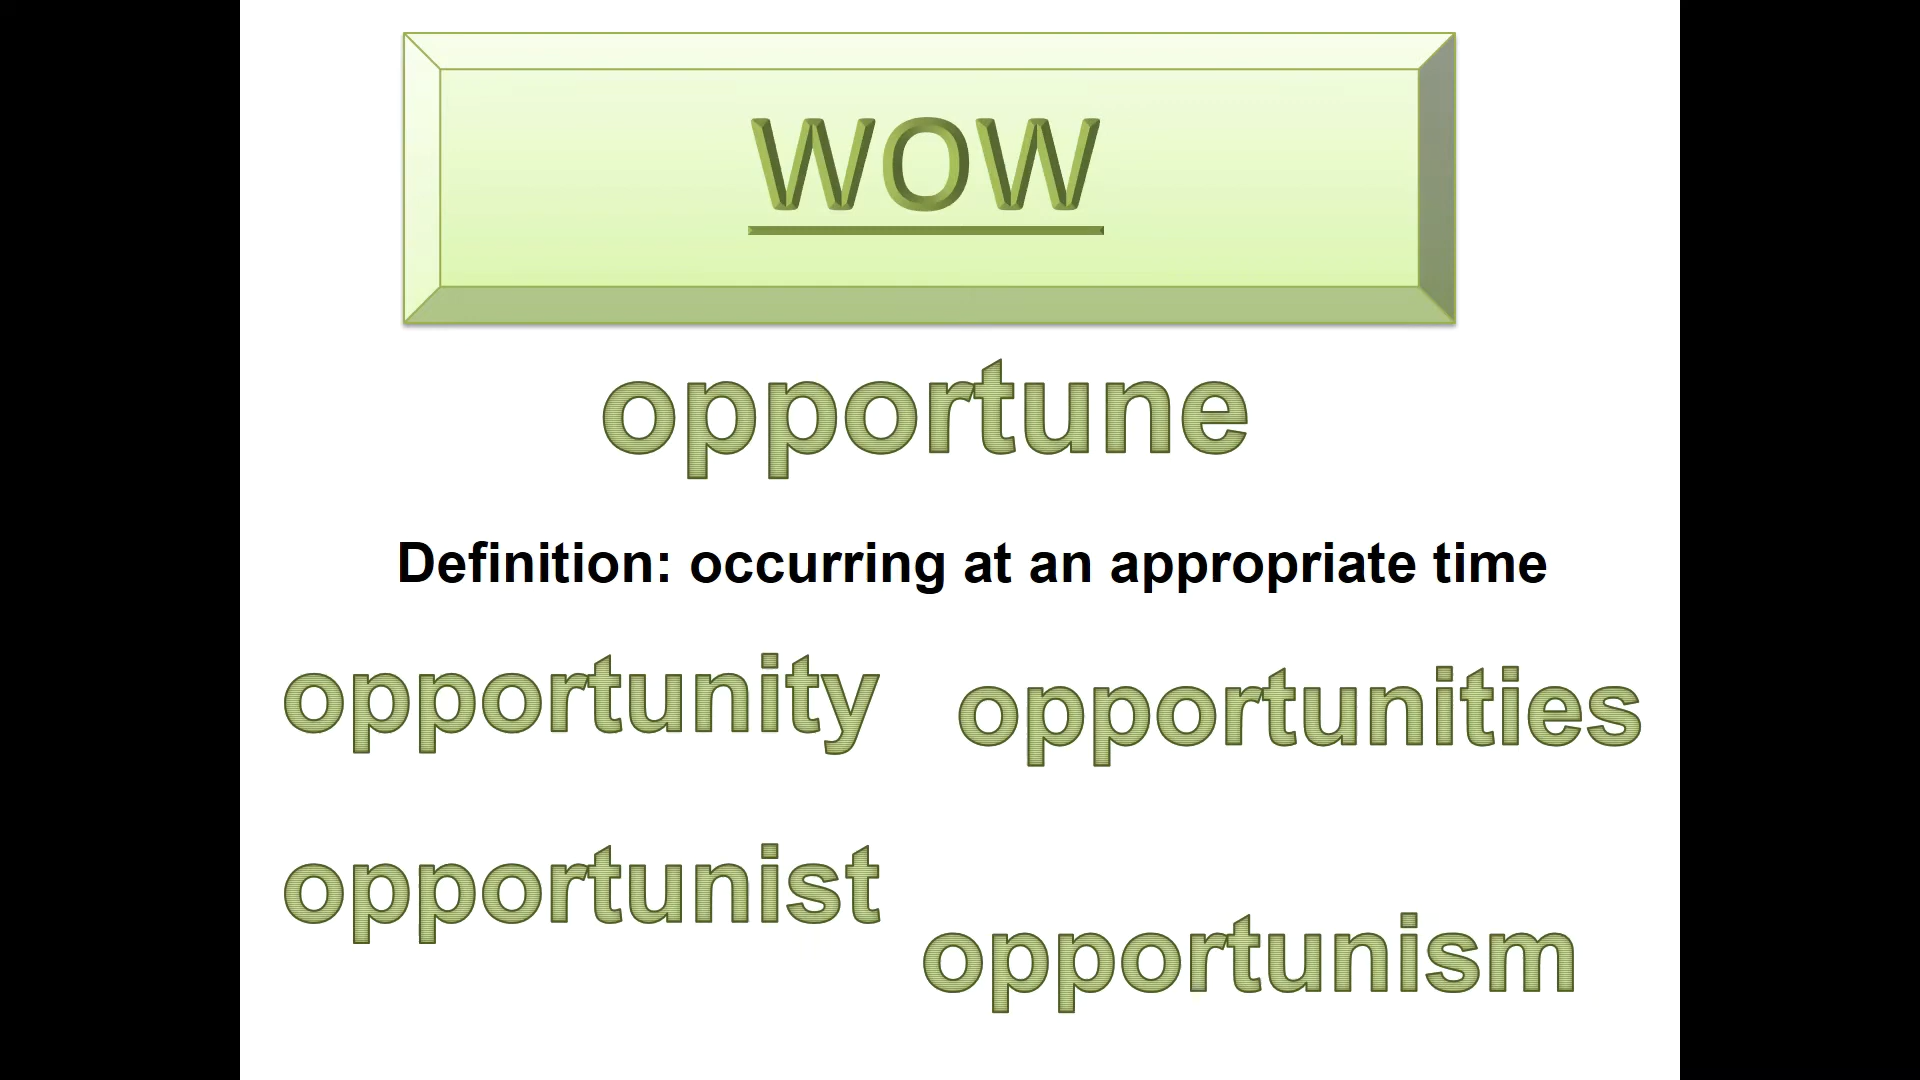 WOW
opportune
Definition: occurring at an appropriate time
opportunity
opportunities
opportunist
opportunism